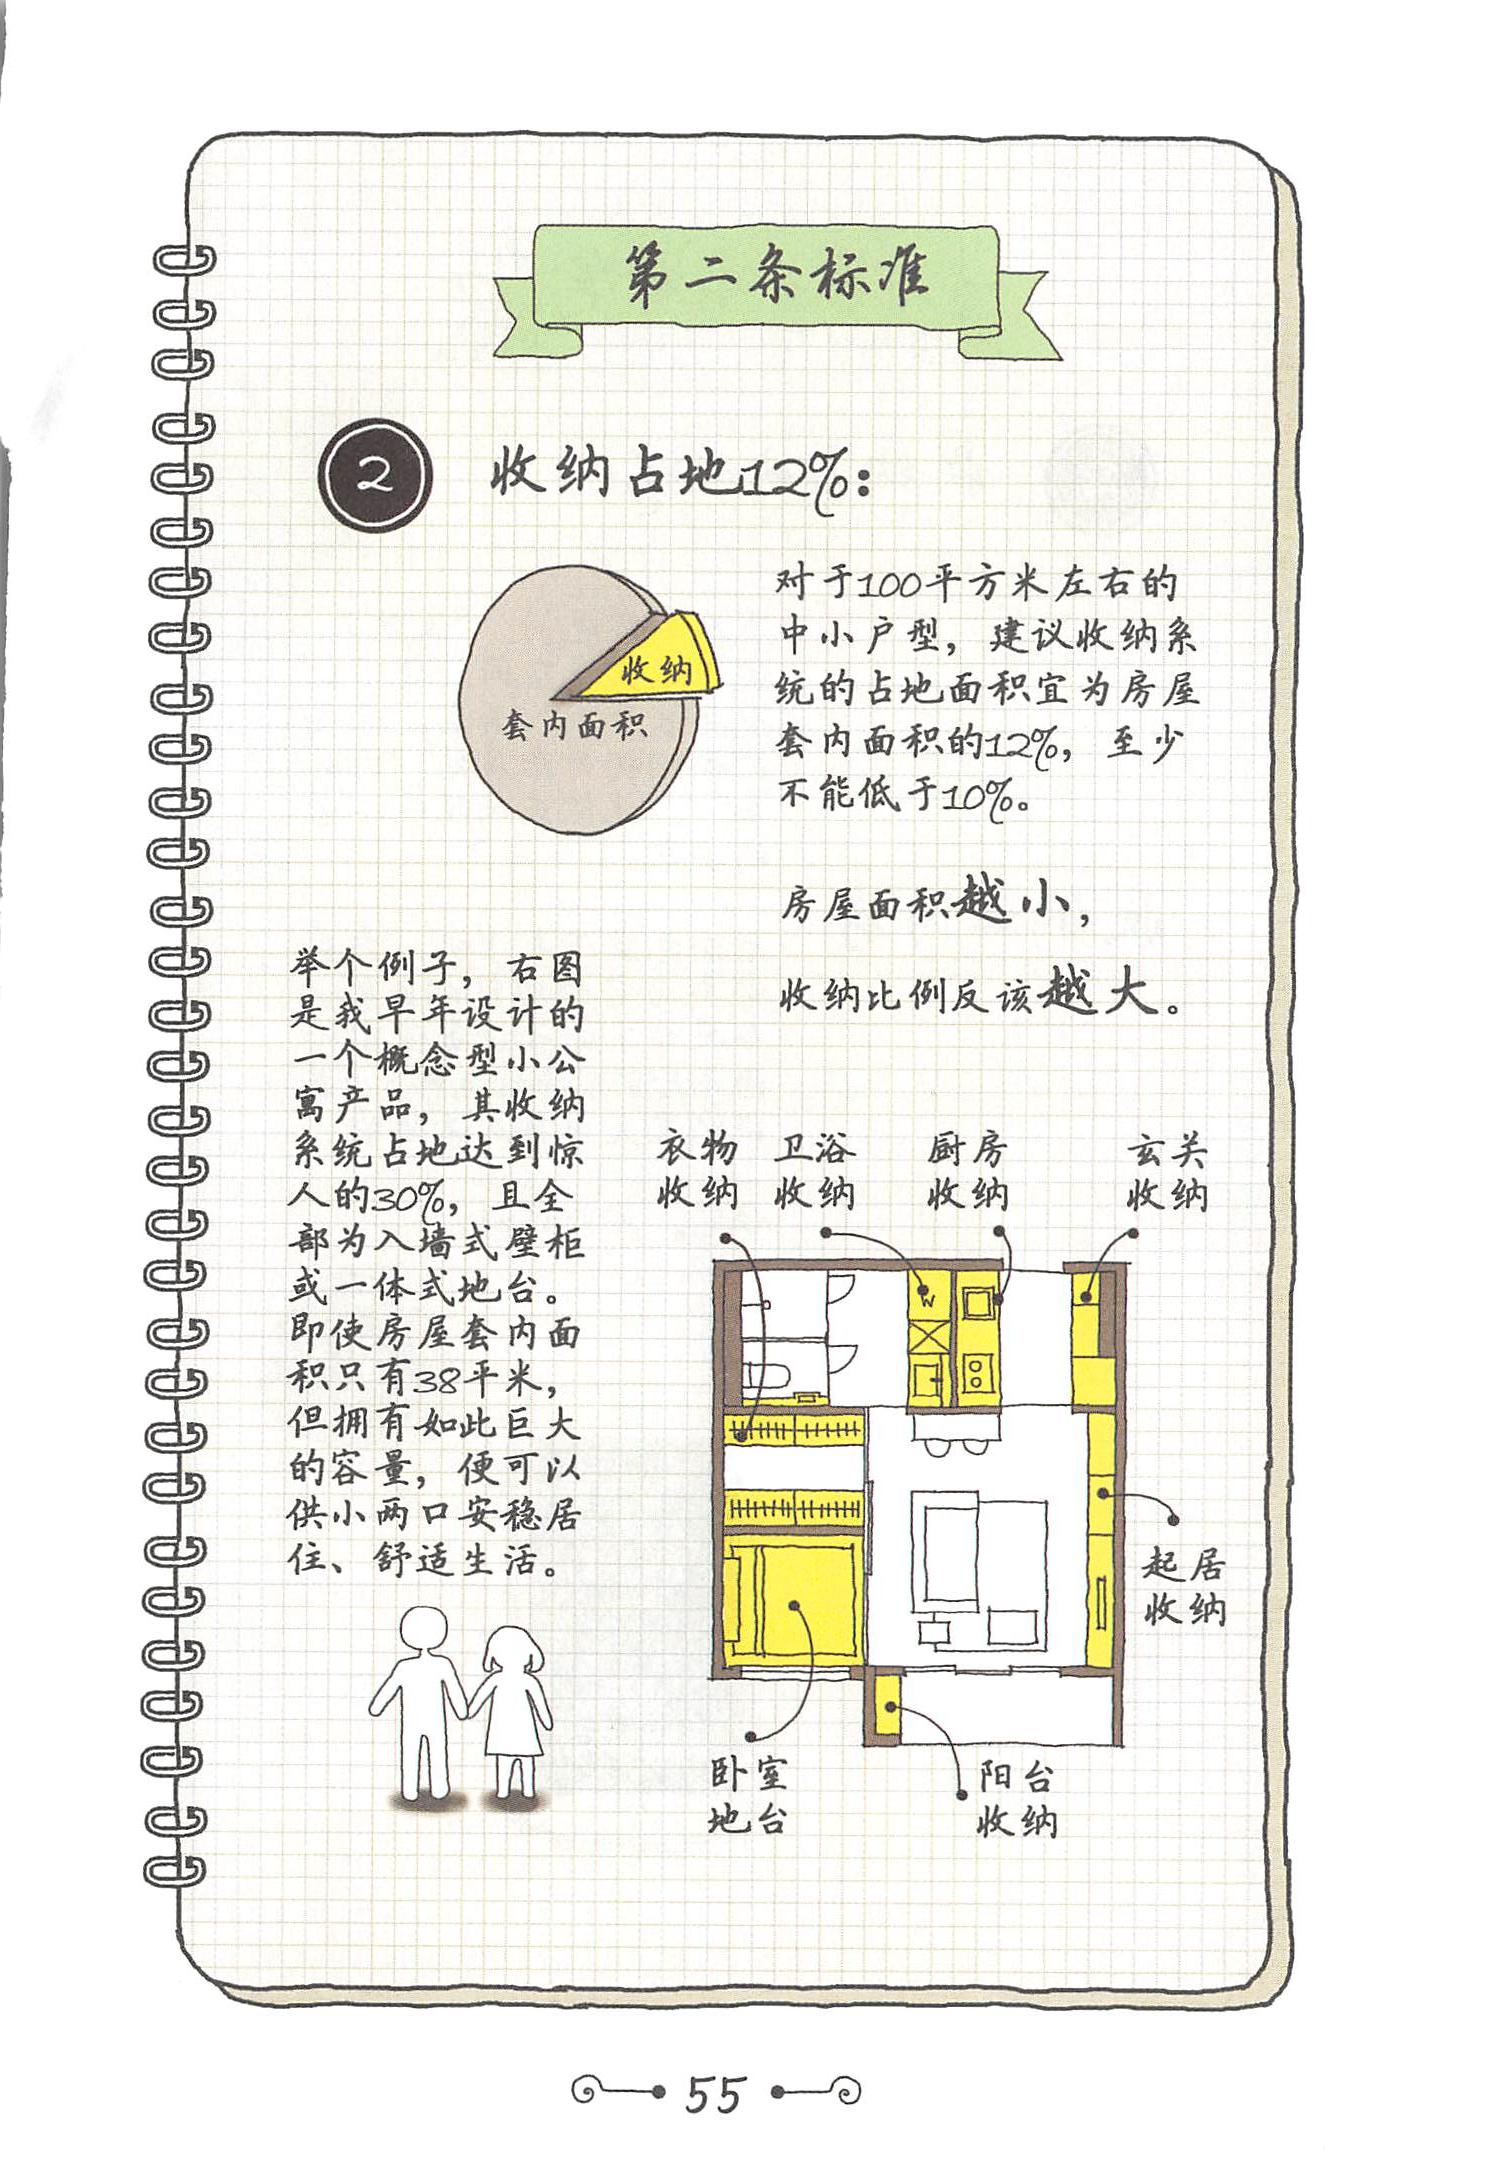 第二条标准
2
收纳占地12%：
收纳
套内面积
对于100平方米左右的
中小户型，建议收纳系
统的占地面积宜为房屋
套内面积的12%，至少
不能低于10%。
房屋面积越小，
收纳比例反该越大。
举个例子，右图
是我早年设计的
一个概念型小公
寓产品，其收纳
系统占地达到惊
人的30%，且全
部为入墙式壁柜
或一体式地台。
即使房屋套内面
积只有38平米，
但拥有如此巨大
的容量，便可以
供小两口安稳居
住、舒适生活。
衣物
收纳
卫浴
收纳
厨房
收纳
玄关
收纳
W
起居
收纳
卧室
地台
阳台
收纳
55